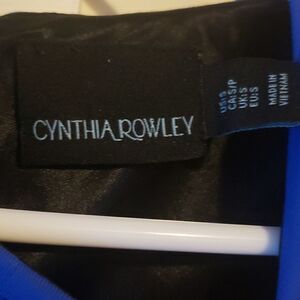 CYNTHIA ROWLEY
US:S
CA:S/P
UK:S
EU:S
MADE IN
VIETNAM